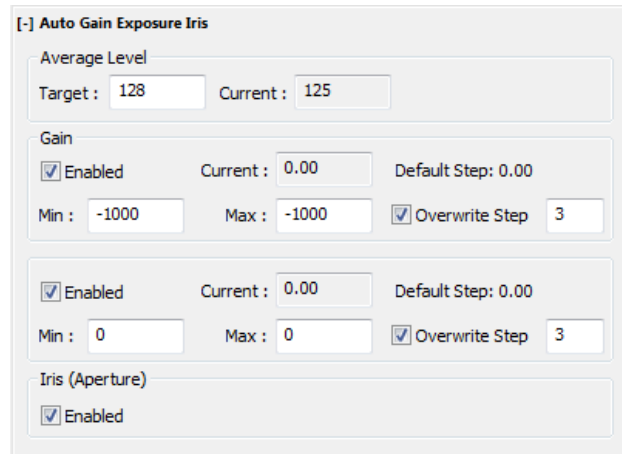 [-] Auto Gain Exposure Iris
Average Level
Target : 128 Current : 125
Gain
Enabled Current : 0.00 Default Step: 0.00
Min : -1000 Max : -1000 Overwrite Step 3
Enabled Current : 0.00 Default Step: 0.00
Min : 0 Max : 0 Overwrite Step 3
Iris (Aperture)
Enabled